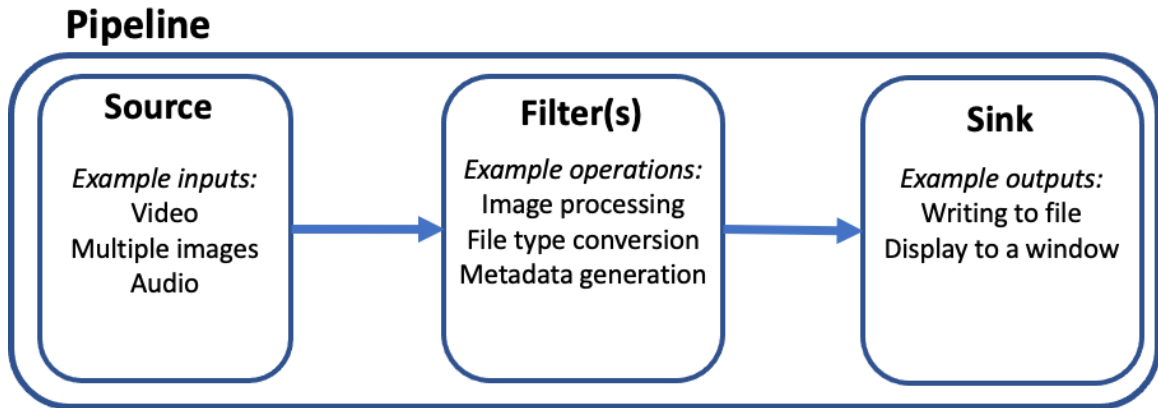 Pipeline
Source
Example inputs:
Video
Multiple images
Audio
Filter(s)
Example operations:
Image processing
File type conversion
Metadata generation
Sink
Example outputs:
Writing to file
Display to a window